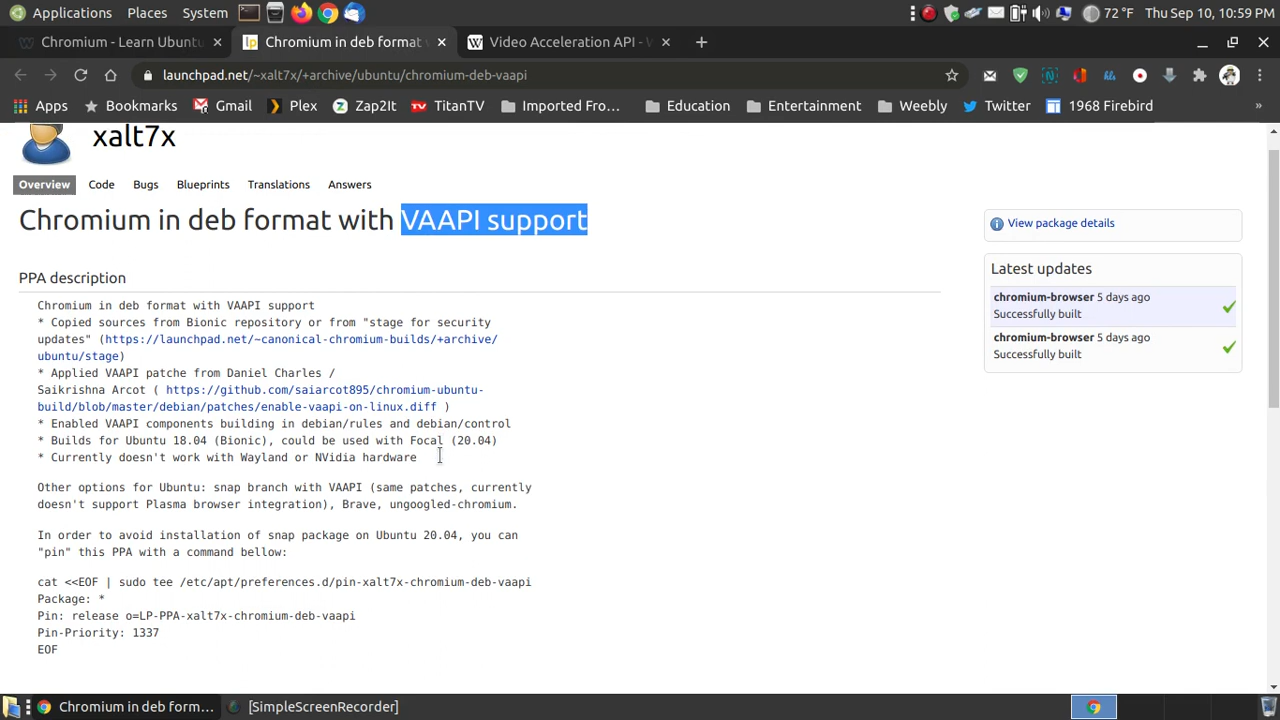 Applications Places System 72 °F Thu Sep 10, 10:59 PM
Chromium - Learn Ubuntu Chromium in deb format Video Acceleration API -
launchpad.net/~xalt7x/+archive/ubuntu/chromium-deb-vaapi
Apps Bookmarks Gmail Plex Zap2It TitanTV Imported Fro... Education Entertainment Weebly Twitter 1968 Firebird »
xalt7x
Overview Code Bugs Blueprints Translations Answers
Chromium in deb format with VAAPI support
View package details
PPA description
Latest updates
chromium-browser 5 days ago
Successfully built
chromium-browser 5 days ago
Successfully built
Chromium in deb format with VAAPI support
* Copied sources from Bionic repository or from "stage for security
updates" (https://launchpad.net/~canonical-chromium-builds/+archive/
ubuntu/stage)
* Applied VAAPI patche from Daniel Charles /
Saikrishna Arcot ( https://github.com/saiarcot895/chromium-ubuntu-
build/blob/master/debian/patches/enable-vaapi-on-linux.diff )
* Enabled VAAPI components building in debian/rules and debian/control
* Builds for Ubuntu 18.04 (Bionic), could be used with Focal (20.04)
* Currently doesn't work with Wayland or NVidia hardware
Other options for Ubuntu: snap branch with VAAPI (same patches, currently
doesn't support Plasma browser integration), Brave, ungoogled-chromium.
In order to avoid installation of snap package on Ubuntu 20.04, you can
"pin" this PPA with a command bellow:
cat <<EOF | sudo tee /etc/apt/preferences.d/pin-xalt7x-chromium-deb-vaapi
Package: *
Pin: release o=LP-PPA-xalt7x-chromium-deb-vaapi
Pin-Priority: 1337
EOF
Chromium in deb form... [SimpleScreenRecorder]